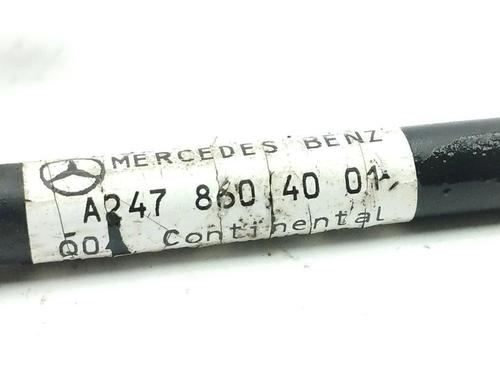 MERCEDES BENZ
A247 860 40 01
Continental